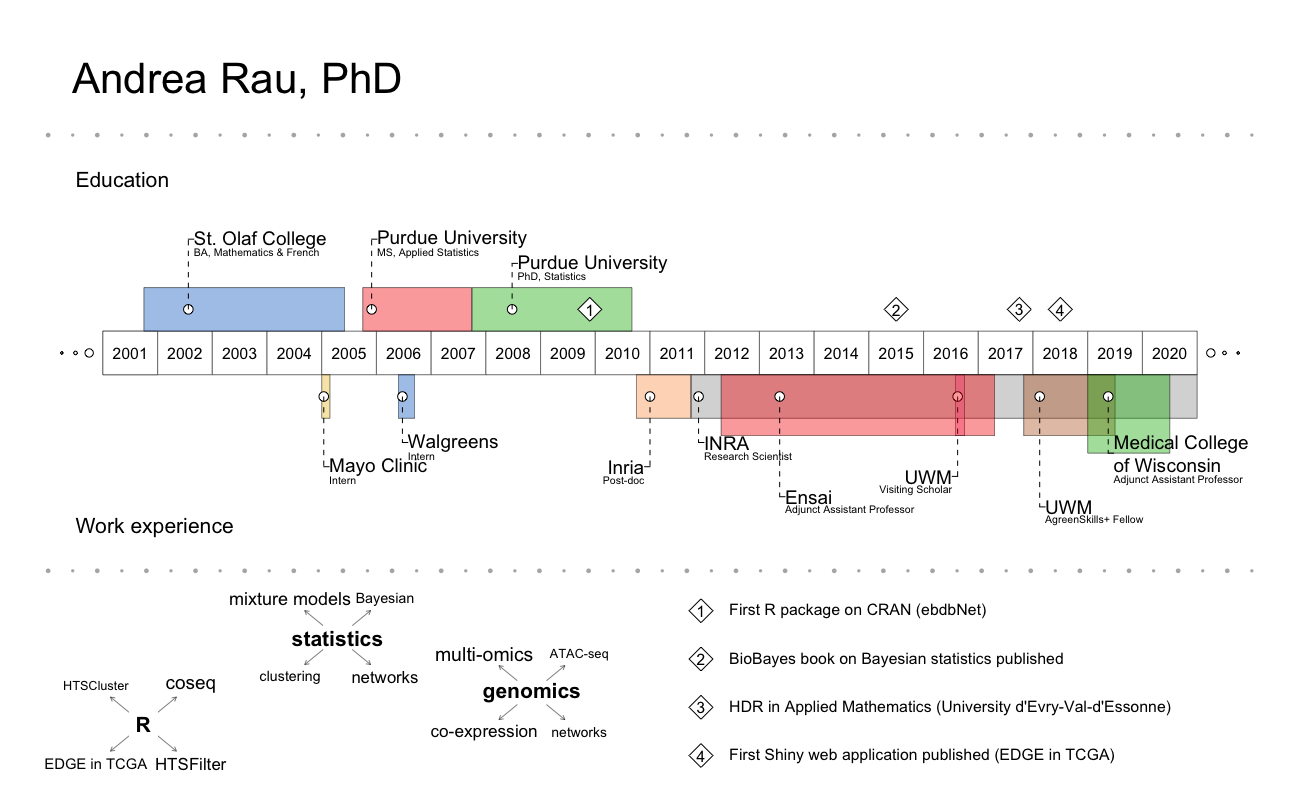 Andrea Rau, PhD
Education
St. Olaf College
BA, Mathematics & French
Purdue University
MS, Applied Statistics
Purdue University
PhD, Statistics
1
2
3
4
2001 2002 2003 2004 2005 2006 2007 2008 2009 2010 2011 2012 2013 2014 2015 2016 2017 2018 2019 2020
Walgreens
Intern
Mayo Clinic
Intern
INRA
Research Scientist
Inria
Post-doc
Ensai
Adjunct Assistant Professor
UWM
Visiting Scholar
UWM
AgreenSkills+ Fellow
Medical College
of Wisconsin
Adjunct Assistant Professor
Work experience
mixture models Bayesian
statistics
clustering networks
multi-omics ATAC-seq
genomics
co-expression networks
HTSCluster coseq
R
EDGE in TCGA HTSFilter
1 First R package on CRAN (ebdbNet)
2 BioBayes book on Bayesian statistics published
3 HDR in Applied Mathematics (University d'Evry-Val-d'Essonne)
4 First Shiny web application published (EDGE in TCGA)